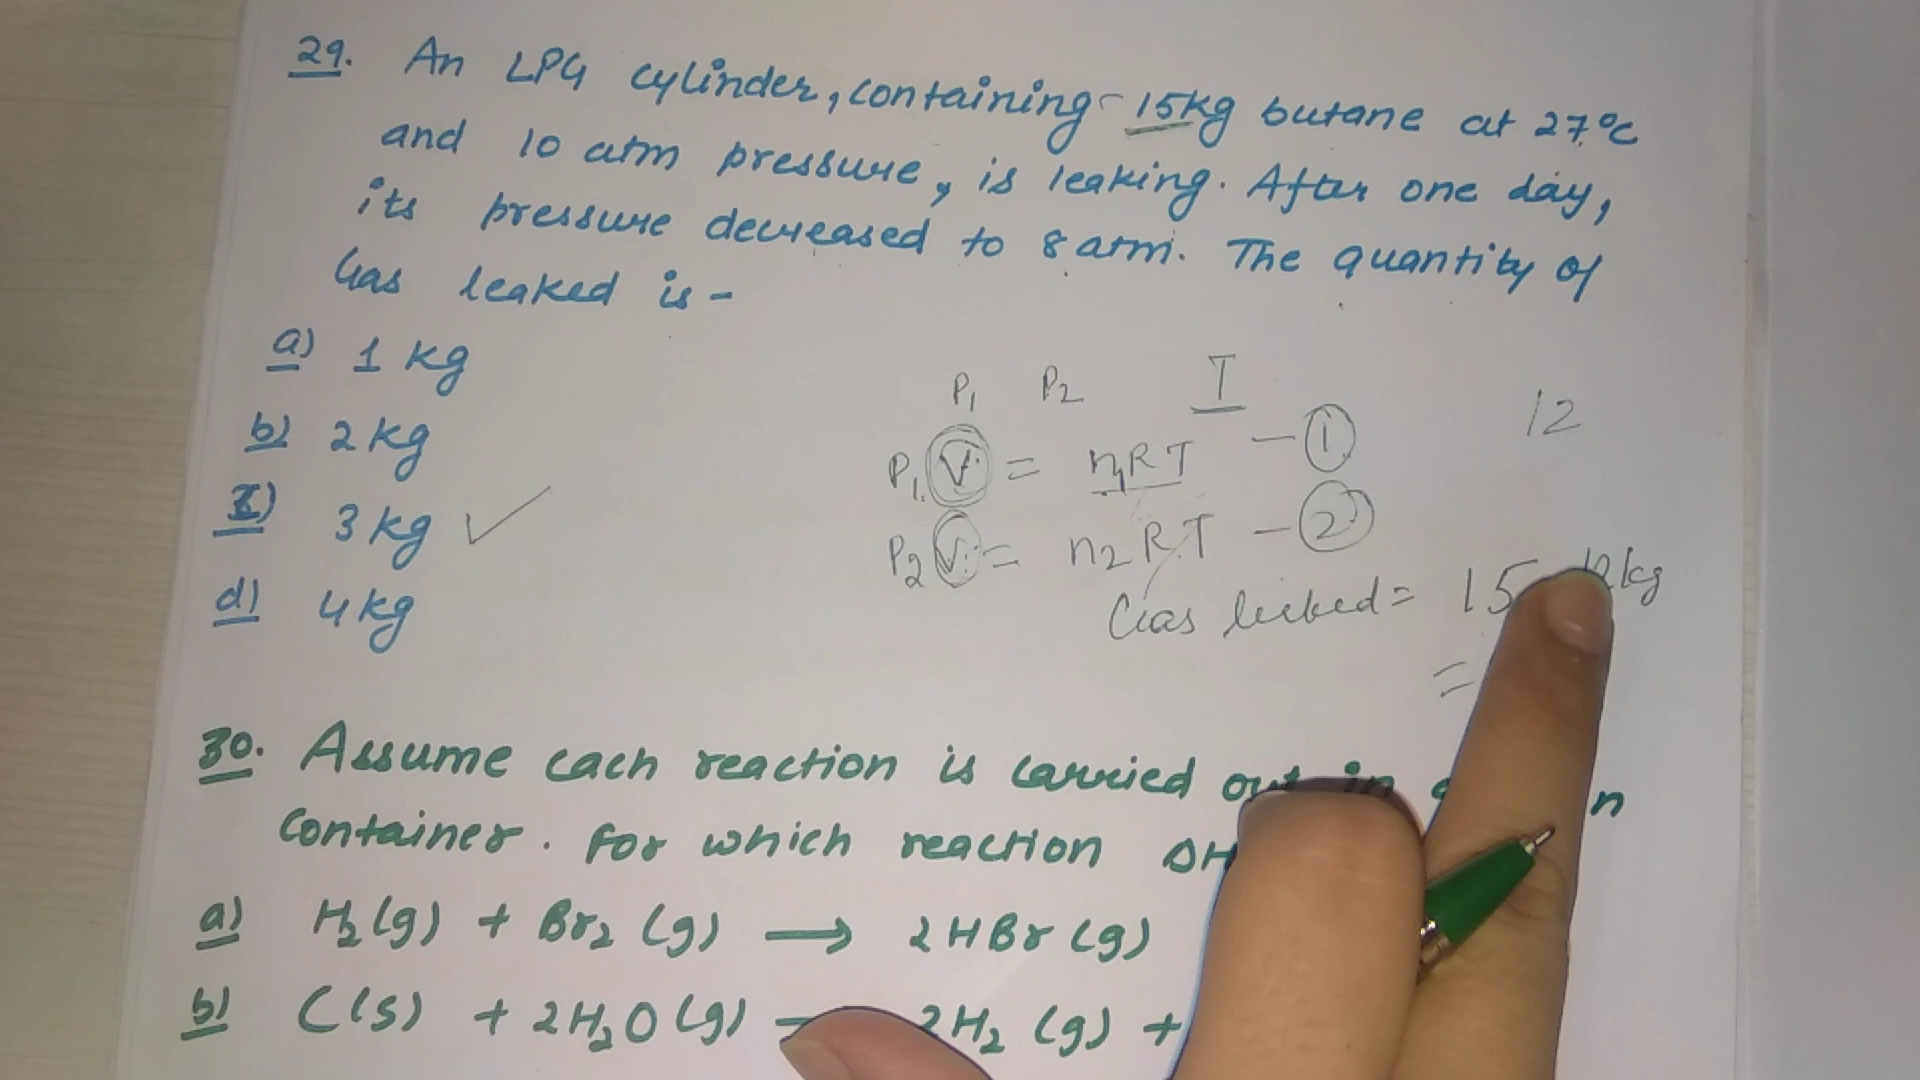 29. An LPG cylinder, containing 15kg butane at 27°C
and 10 atm pressure, is leaking. After one day,
its pressure decreased to 8 atm. The quantity of
Gas leaked is -
a) 1 kg
b) 2 kg
3 kg ✓
d) 4 kg
P₁ P₂ T
P₁ V = n₁RT - ①
12
P₂ V = n₂RT - ②
Gas leaked = 15 12kg
=
30. Assume each reaction is carried out in
container. For which reaction ΔH
a) H₂(g) + Br₂(g) → 2HBr(g)
b) C(s) + 2H₂O(g) → 2H₂(g) +